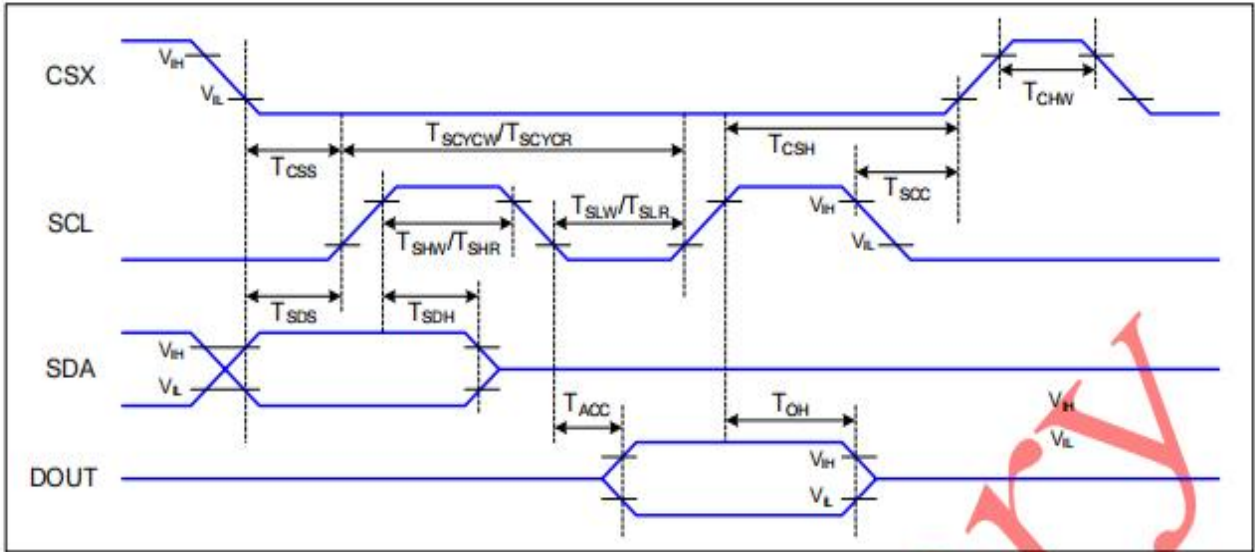 CSX
VIH
VIL
TCHW
TSCYCW/TSCYCR
TCSS
TCSH
TSCC
SCL
TSLW/TSLR
VIH
TSHW/TSHR
VIL
TSDS
TSDH
SDA
VIH
VIL
TACC
TOH
VIH
VIL
DOUT
VIH
VIL
ry